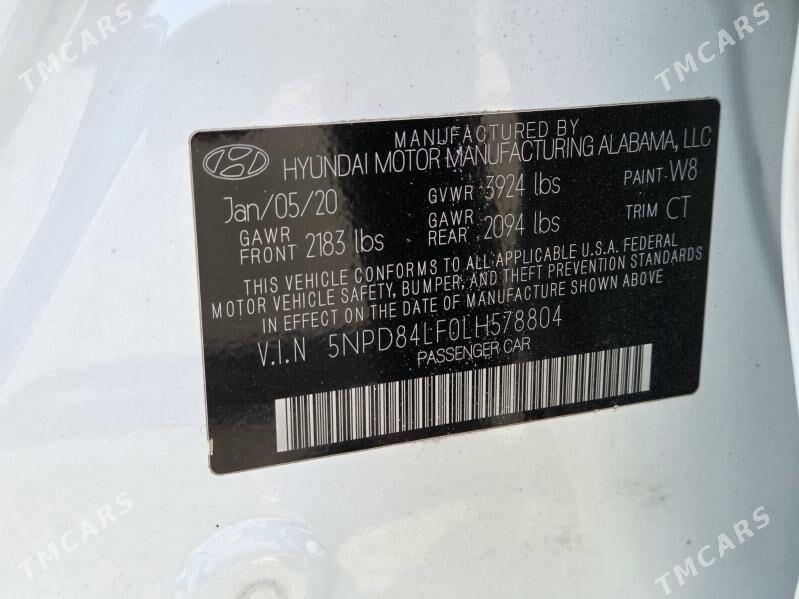 TMCARS
TMCARS
MANUFACTURED BY
HYUNDAI MOTOR MANUFACTURING ALABAMA, LLC
Jan/05/20 GVWR 3924 lbs PAINT: W8
GAWR FRONT 2183 lbs GAWR REAR 2094 lbs TRIM CT
THIS VEHICLE CONFORMS TO ALL APPLICABLE U.S.A. FEDERAL
MOTOR VEHICLE SAFETY, BUMPER, AND THEFT PREVENTION STANDARDS
IN EFFECT ON THE DATE OF MANUFACTURE SHOWN ABOVE
V.I.N 5NPD84LF0LH578804
PASSENGER CAR
TMCARS
TMCARS